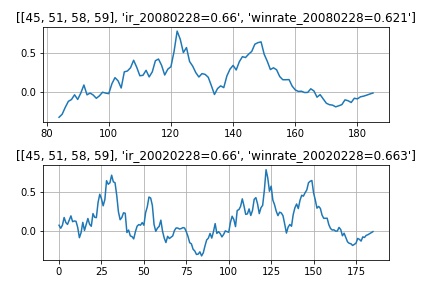 [[45, 51, 58, 59], 'ir_20080228=0.66', 'winrate_20080228=0.621']
0.5
0.0
80 100 120 140 160 180
[[45, 51, 58, 59], 'ir_20020228=0.66', 'winrate_20020228=0.663']
0.5
0.0
0 25 50 75 100 125 150 175